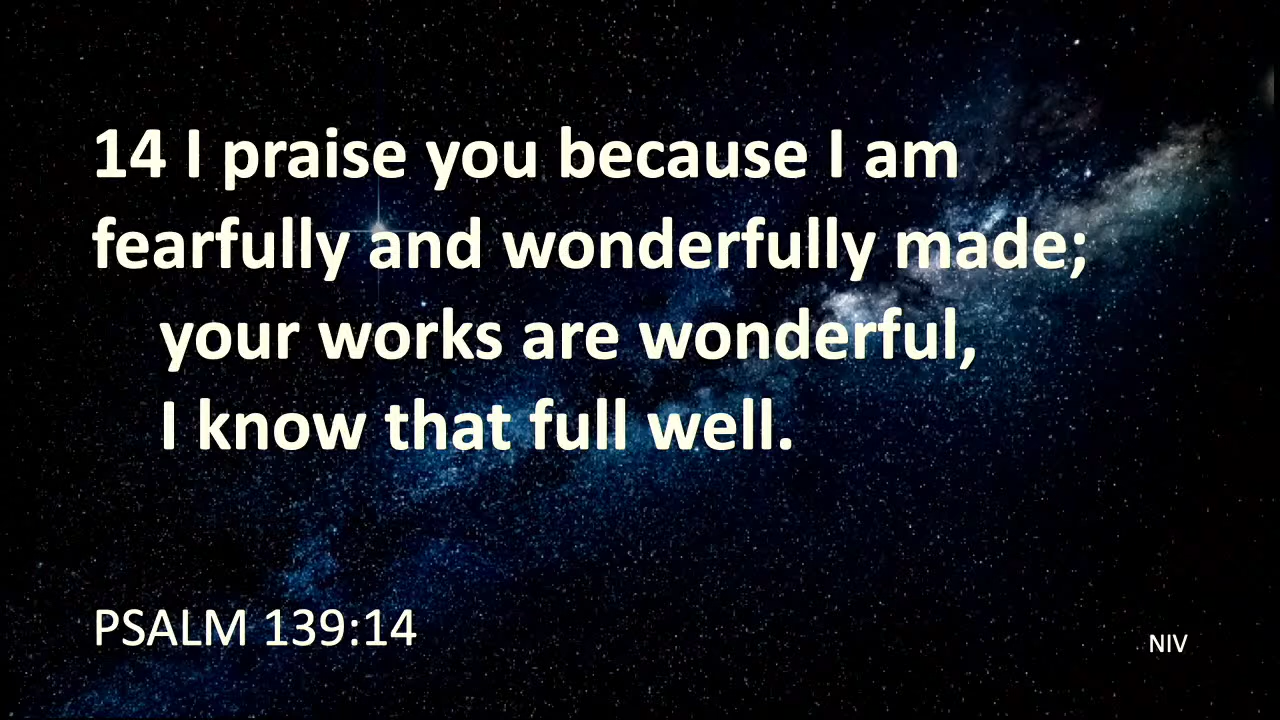 14 I praise you because I am
fearfully and wonderfully made;
your works are wonderful,
I know that full well.
PSALM 139:14
NIV